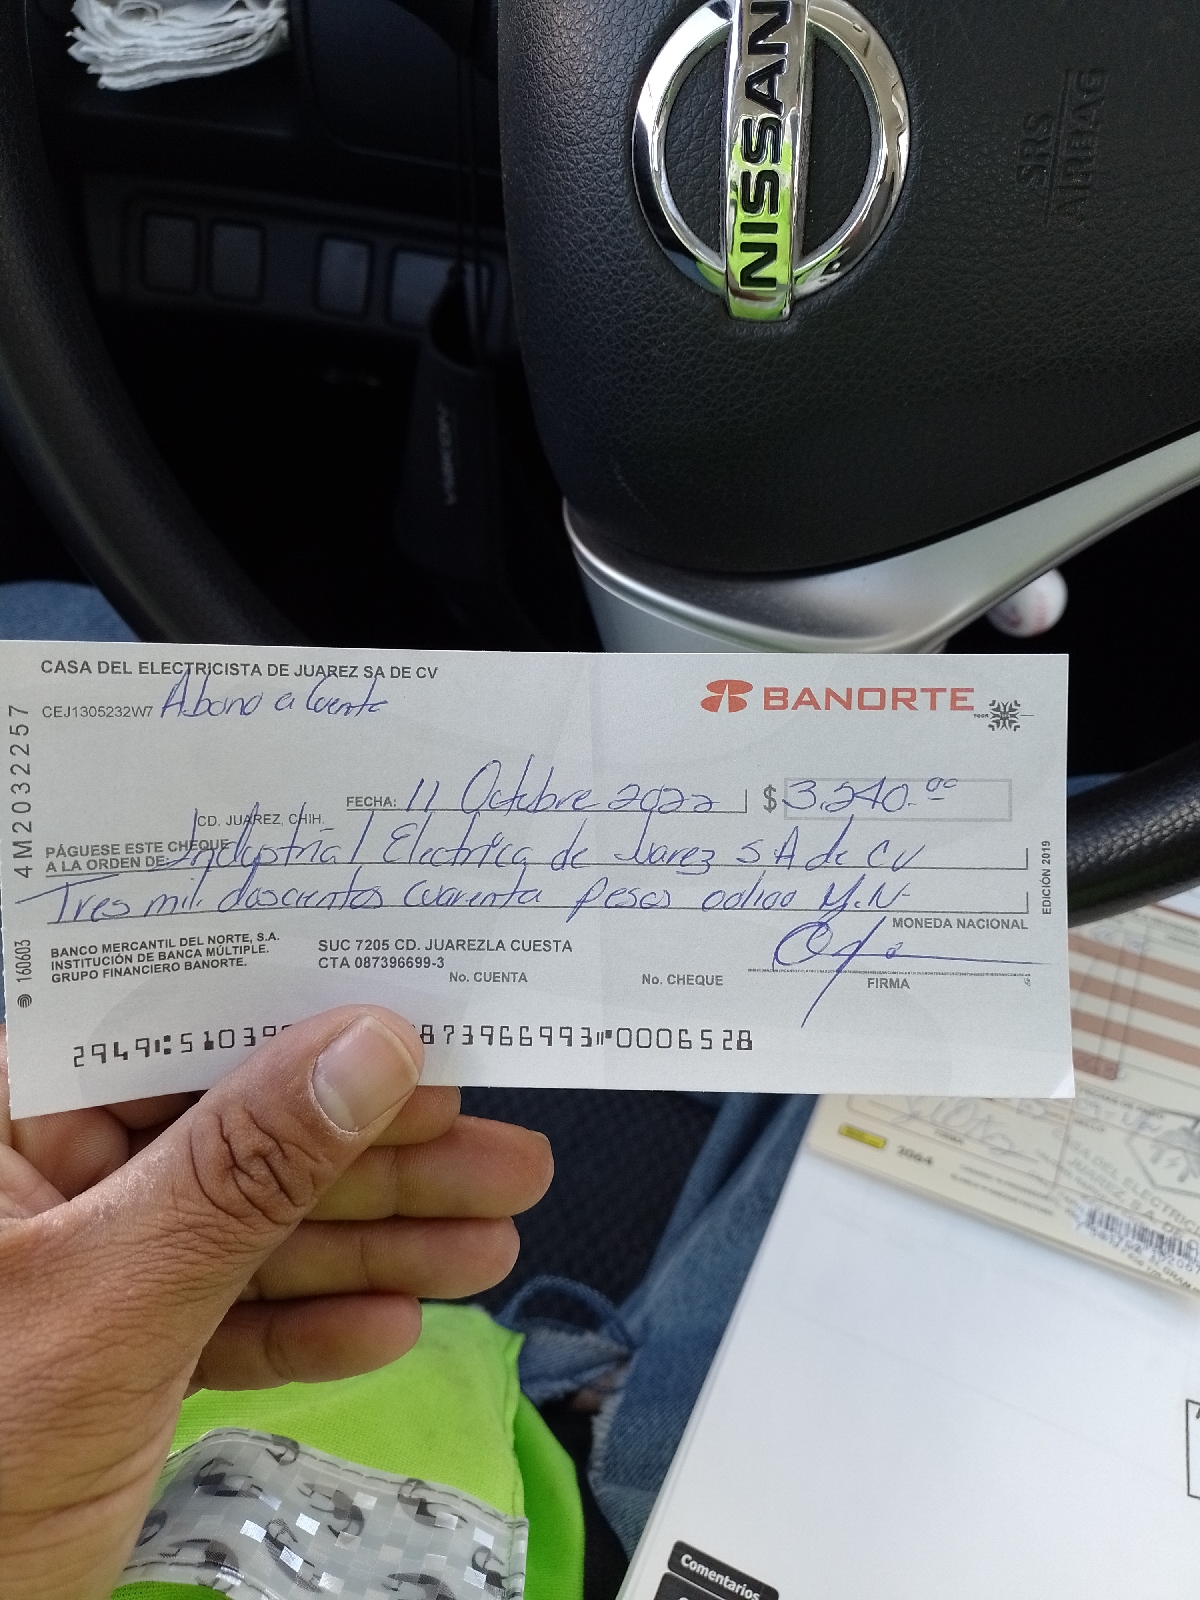 NISSAN
SRS
AIRBAG
CASA DEL ELECTRICISTA DE JUAREZ SA DE CV
CEJ1305232W7 Abono a Cuenta
BANORTE
4M2032257
FECHA: 11 Octubre 2022 $ 3,240.00
CD. JUAREZ, CHIH.
PÁGUESE ESTE CHEQUE
A LA ORDEN DE: Industrial Electrica de Juarez S A de CV
Tres mil doscientos cuarenta pesos 00/100 M.N.
MONEDA NACIONAL
EDICIÓN 2019
160603
BANCO MERCANTIL DEL NORTE, S.A.
INSTITUCIÓN DE BANCA MÚLTIPLE.
GRUPO FINANCIERO BANORTE.
SUC 7205 CD. JUAREZLA CUESTA
CTA 087396699-3
No. CUENTA
No. CHEQUE
FIRMA
2949 51039 873966993 0006528
2064
Comentarios